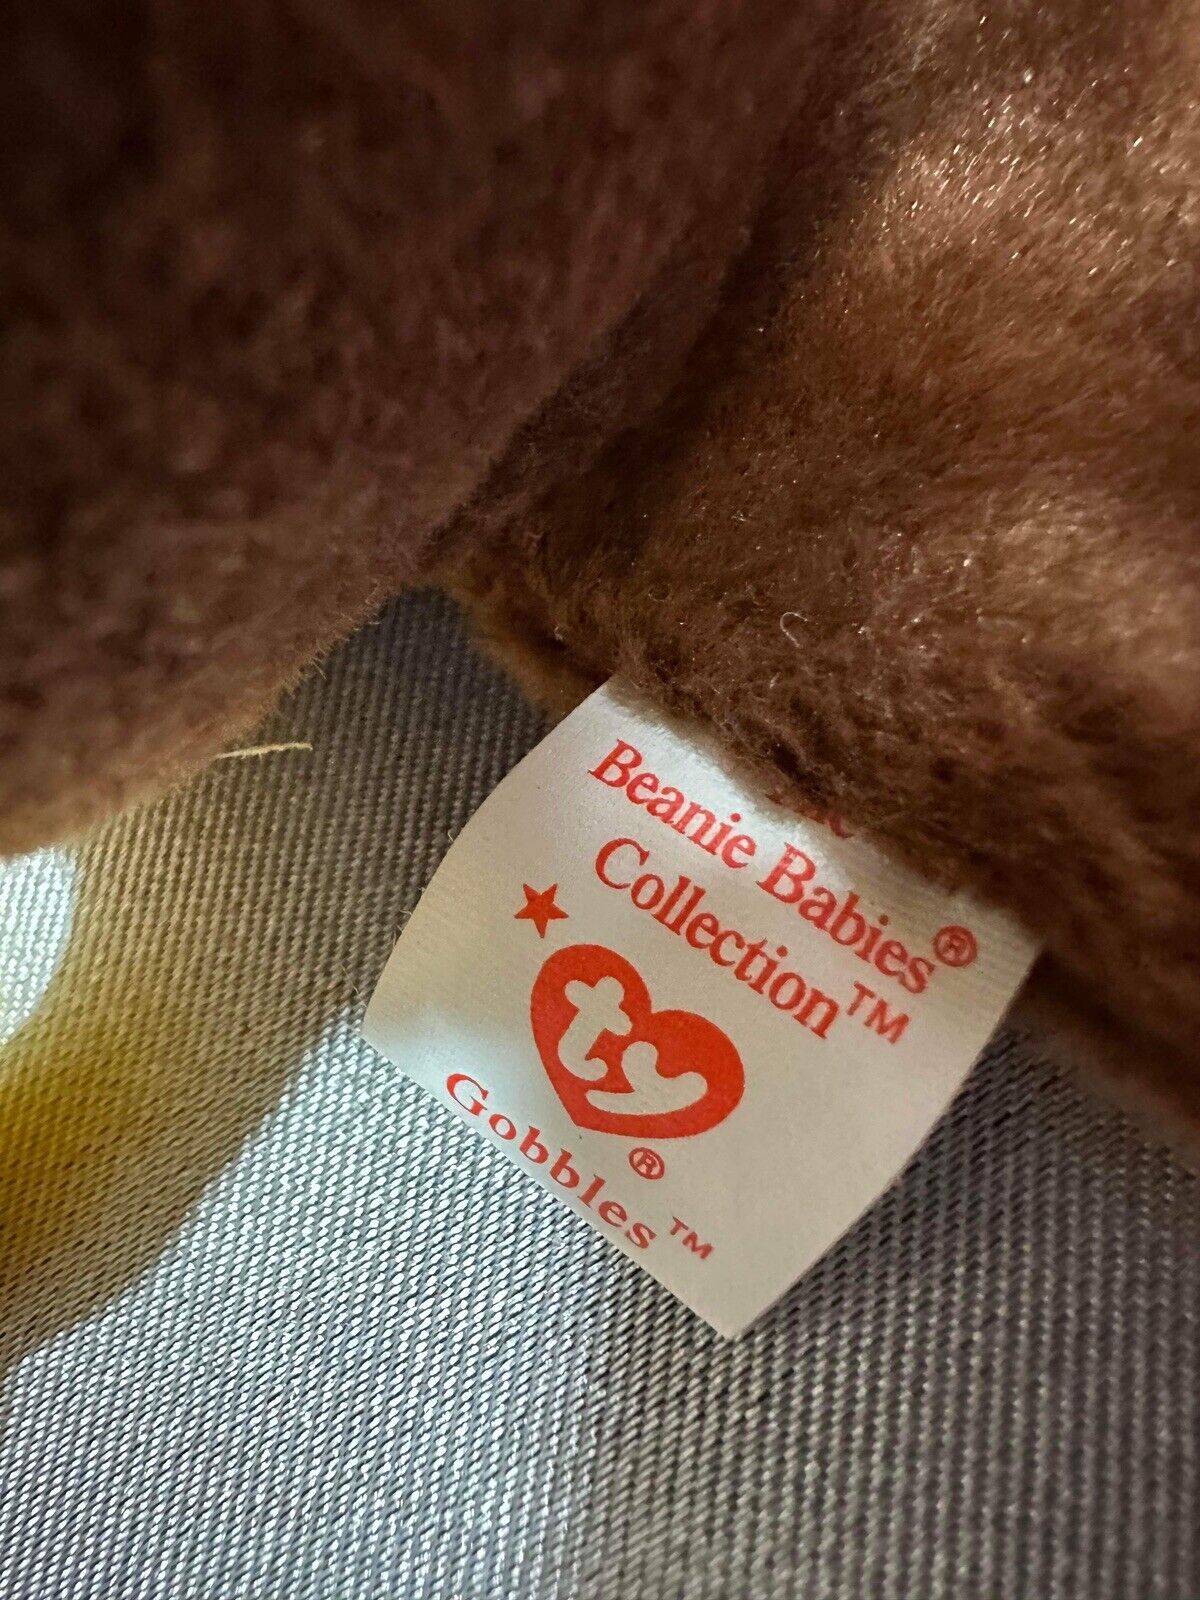 Beanie Babies®
Collection™
ty
®
Gobbles™